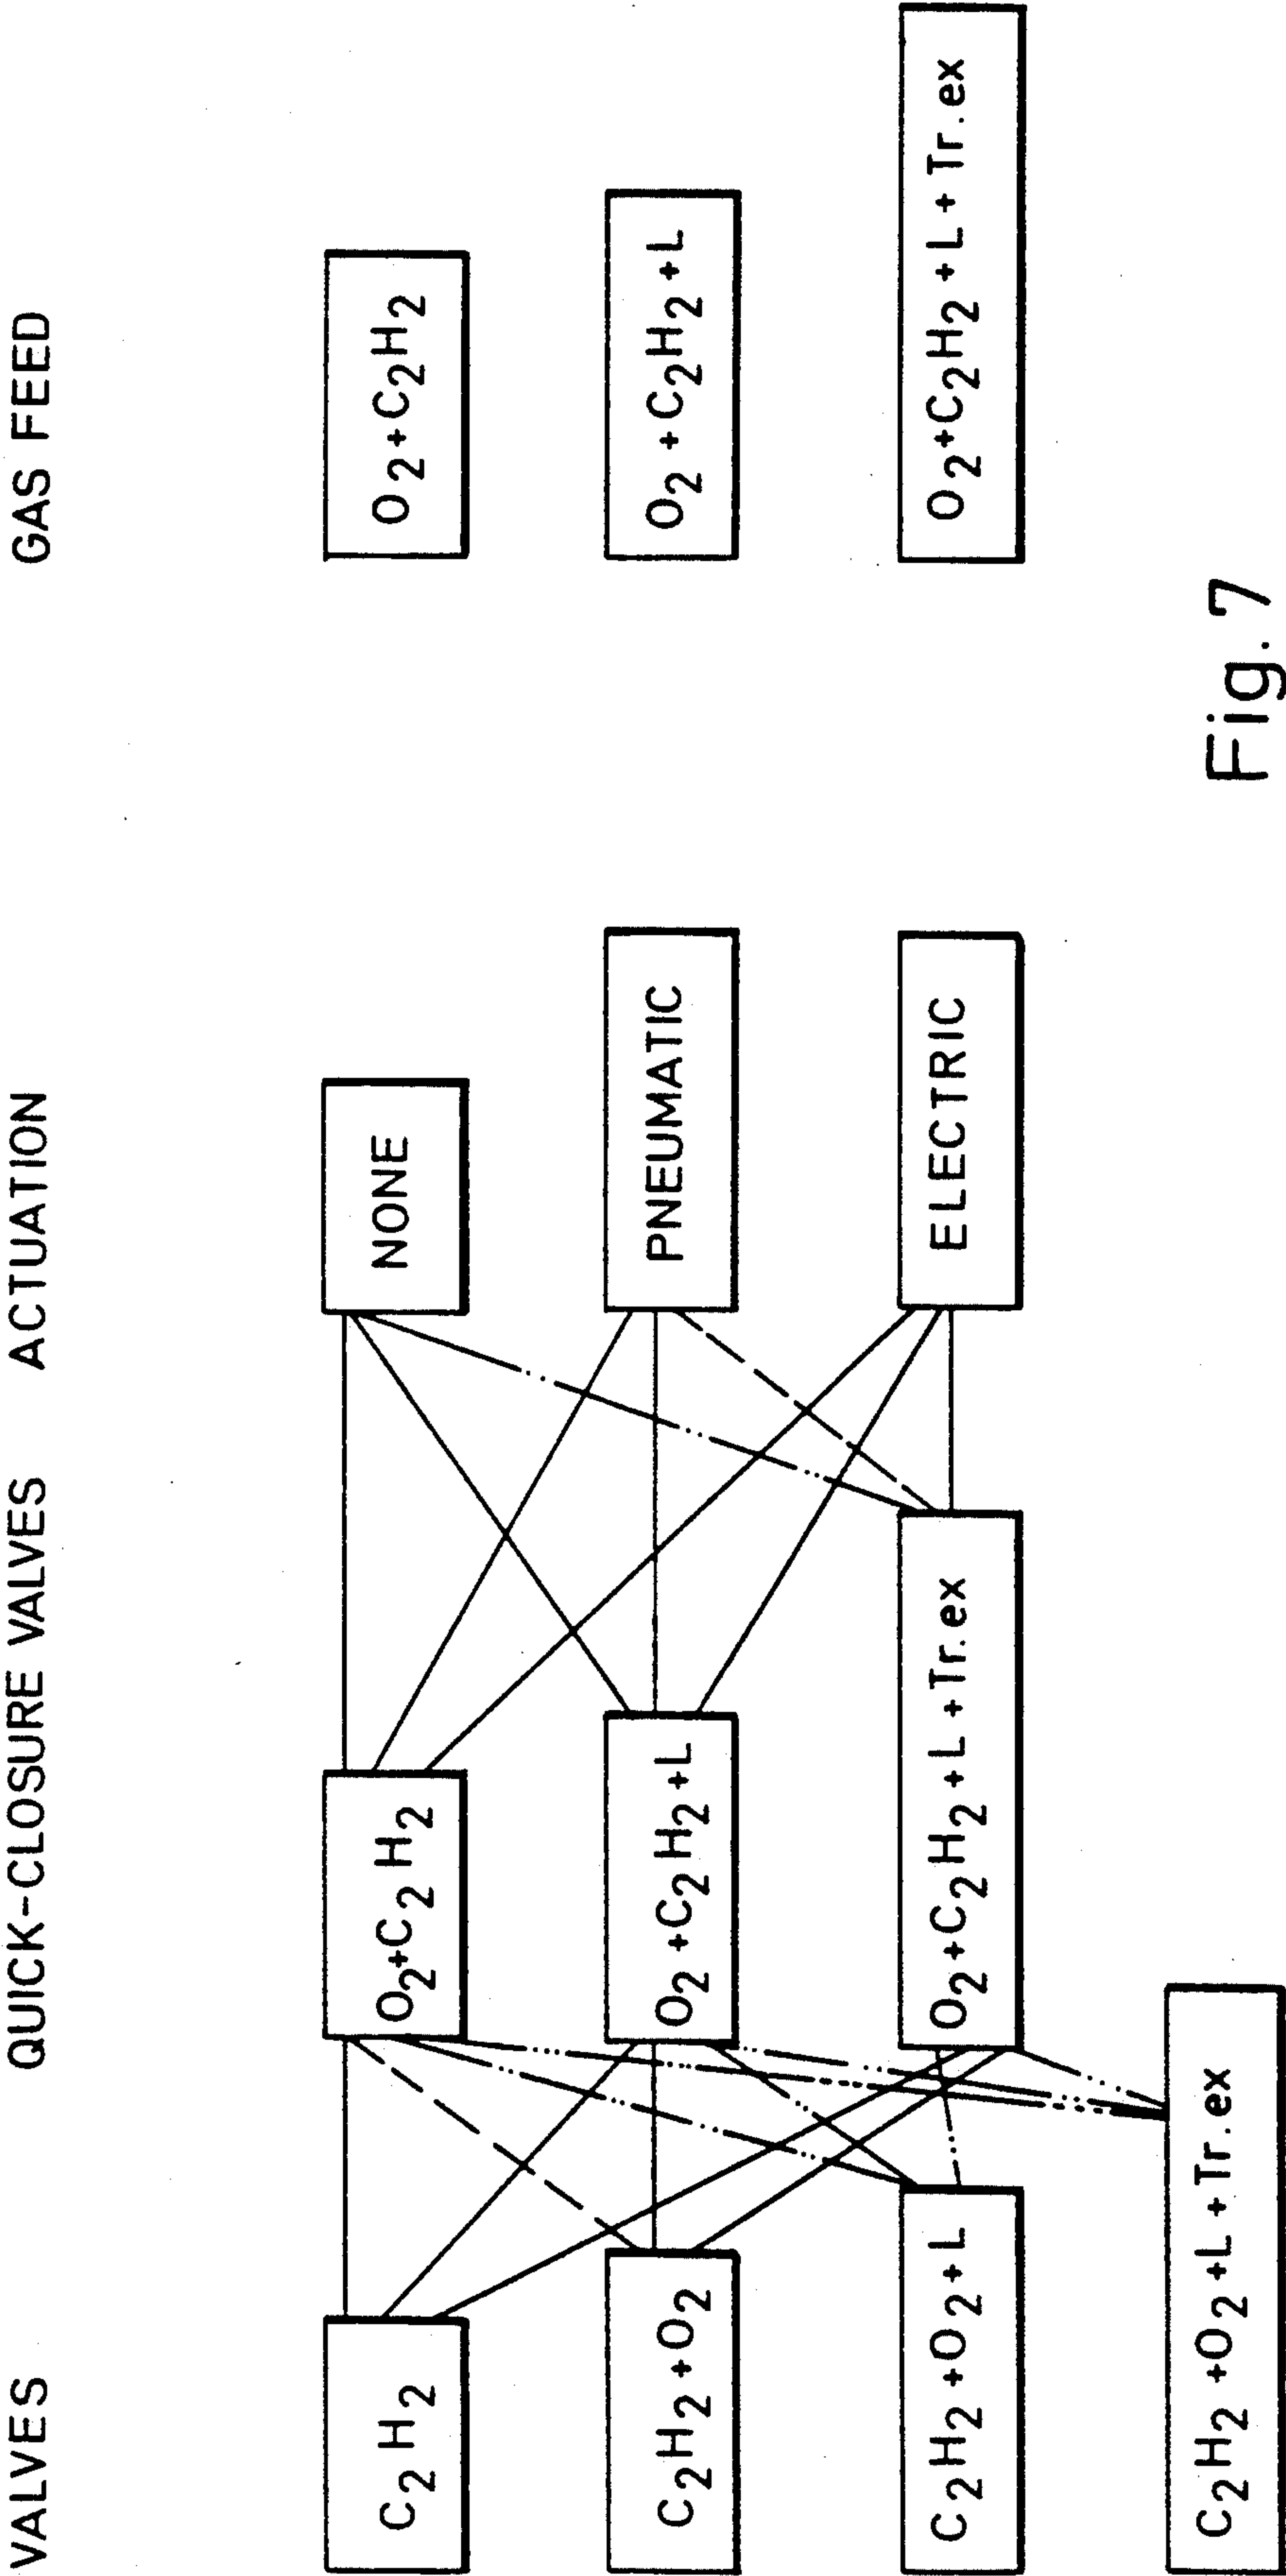 VALVES QUICK-CLOSURE VALVES ACTUATION GAS FEED
C2H2 O2+C2H2 NONE O2+C2H2
C2H2+O2 O2+C2H2+L PNEUMATIC O2+C2H2+L
C2H2+O2+L O2+C2H2+L+Tr.ex ELECTRIC O2+C2H2+L+Tr.ex
C2H2+O2+L+Tr.ex
Fig. 7